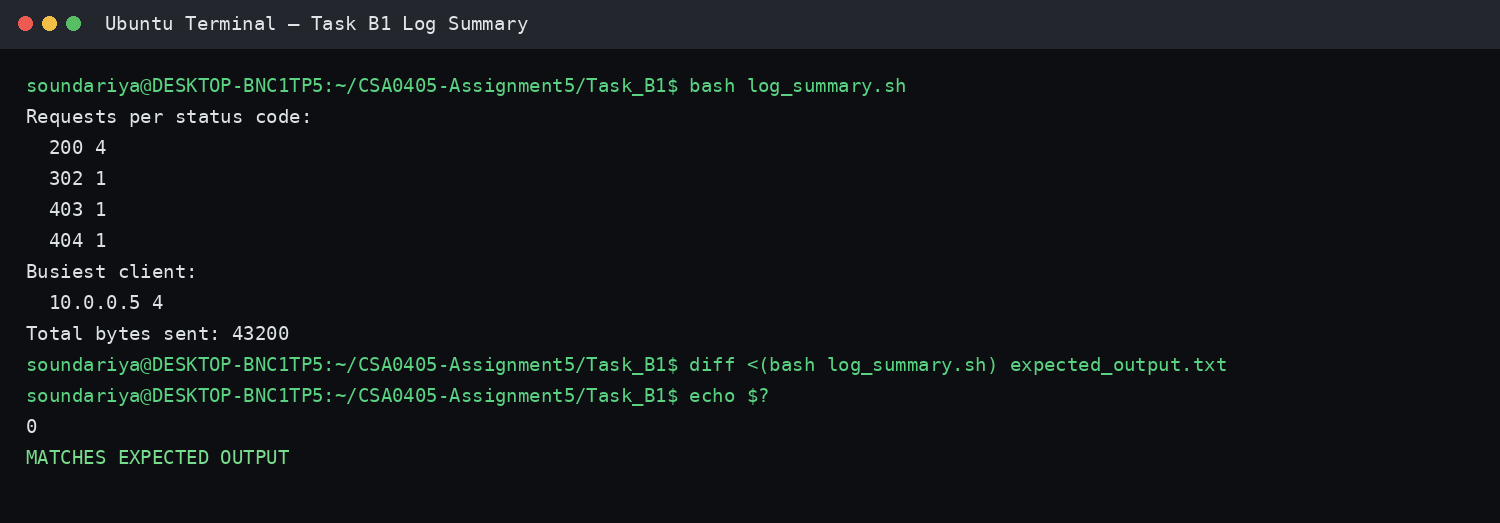 Ubuntu Terminal — Task B1 Log Summary
soundariya@DESKTOP-BNC1TP5:~/CSA0405-Assignment5/Task_B1$ bash log_summary.sh
Requests per status code:
  200 4
  302 1
  403 1
  404 1
Busiest client:
  10.0.0.5 4
Total bytes sent: 43200
soundariya@DESKTOP-BNC1TP5:~/CSA0405-Assignment5/Task_B1$ diff <(bash log_summary.sh) expected_output.txt
soundariya@DESKTOP-BNC1TP5:~/CSA0405-Assignment5/Task_B1$ echo $?
0
MATCHES EXPECTED OUTPUT